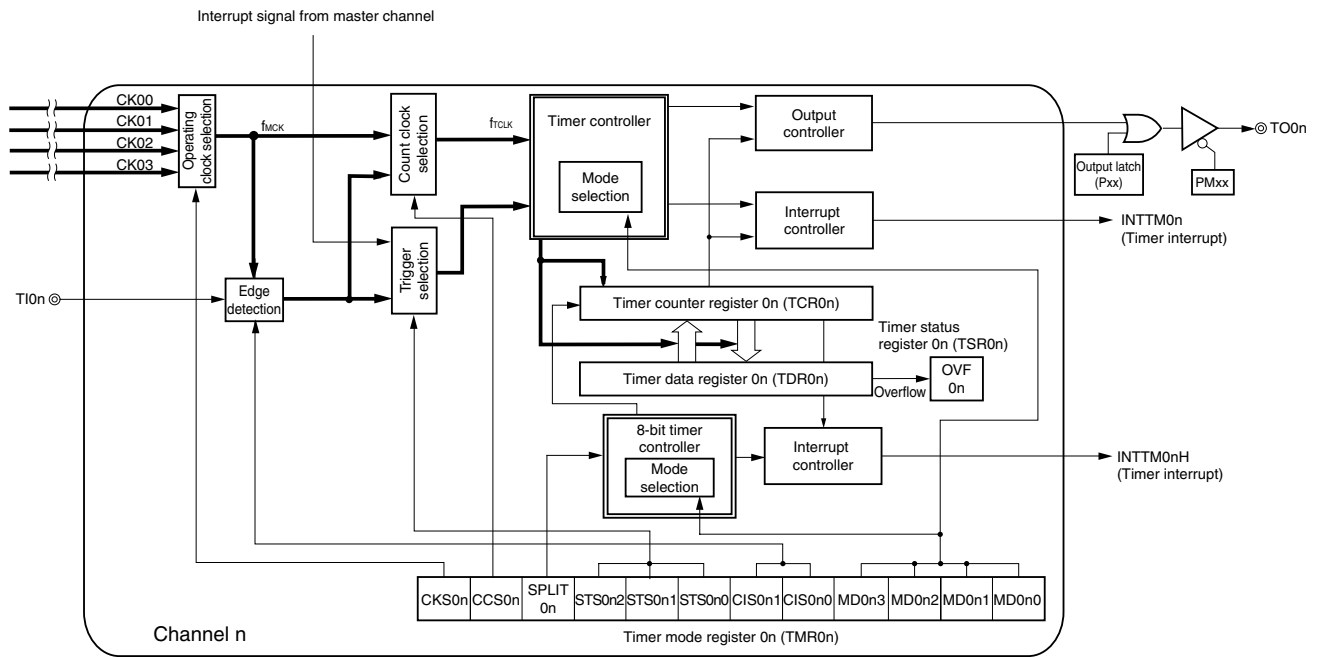 Interrupt signal from master channel
CK00
CK01
CK02
CK03
Operating
clock selection
fMCK
Count clock
selection
fTCLK
Timer controller
Mode
selection
Output
controller
TO0n
Output latch
(Pxx)
PMxx
Interrupt
controller
INTTM0n
(Timer interrupt)
Trigger
selection
TI0n
Edge
detection
Timer counter register 0n (TCR0n)
Timer status
register 0n (TSR0n)
Timer data register 0n (TDR0n)
Overflow
OVF
0n
8-bit timer
controller
Mode
selection
Interrupt
controller
INTTM0nH
(Timer interrupt)
CKS0n
CCS0n
SPLIT
0n
STS0n2
STS0n1
STS0n0
CIS0n1
CIS0n0
MD0n3
MD0n2
MD0n1
MD0n0
Channel n
Timer mode register 0n (TMR0n)